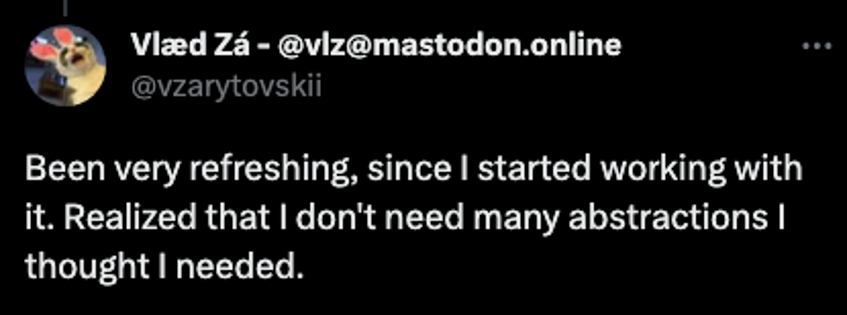 Vlæd Zá - @vlz@mastodon.online
@vzarytovskii
Been very refreshing, since I started working with
it. Realized that I don't need many abstractions I
thought I needed.